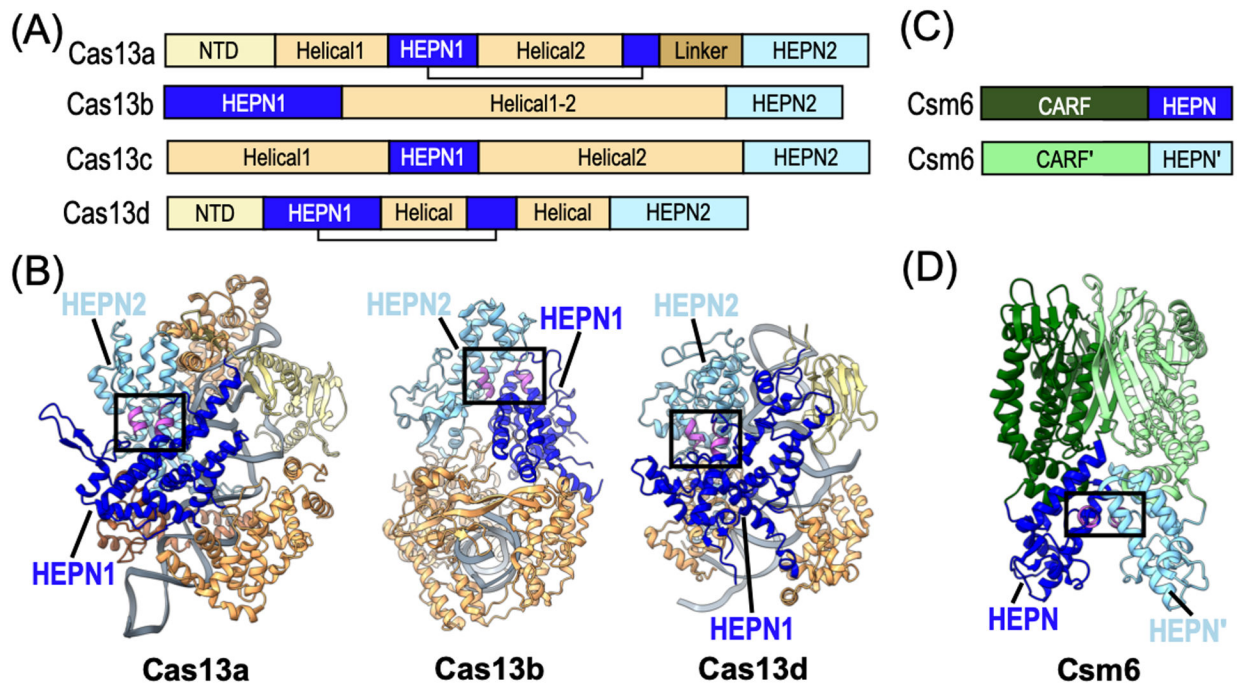 (A)
Cas13a NTD Helical1 HEPN1 Helical2 Linker HEPN2
Cas13b HEPN1 Helical1-2 HEPN2
Cas13c Helical1 HEPN1 Helical2 HEPN2
Cas13d NTD HEPN1 Helical Helical HEPN2
(C)
Csm6 CARF HEPN
Csm6 CARF' HEPN'
(B)
HEPN2
HEPN1
Cas13a
HEPN2
HEPN1
Cas13b
HEPN2
HEPN1
Cas13d
(D)
HEPN
HEPN'
Csm6